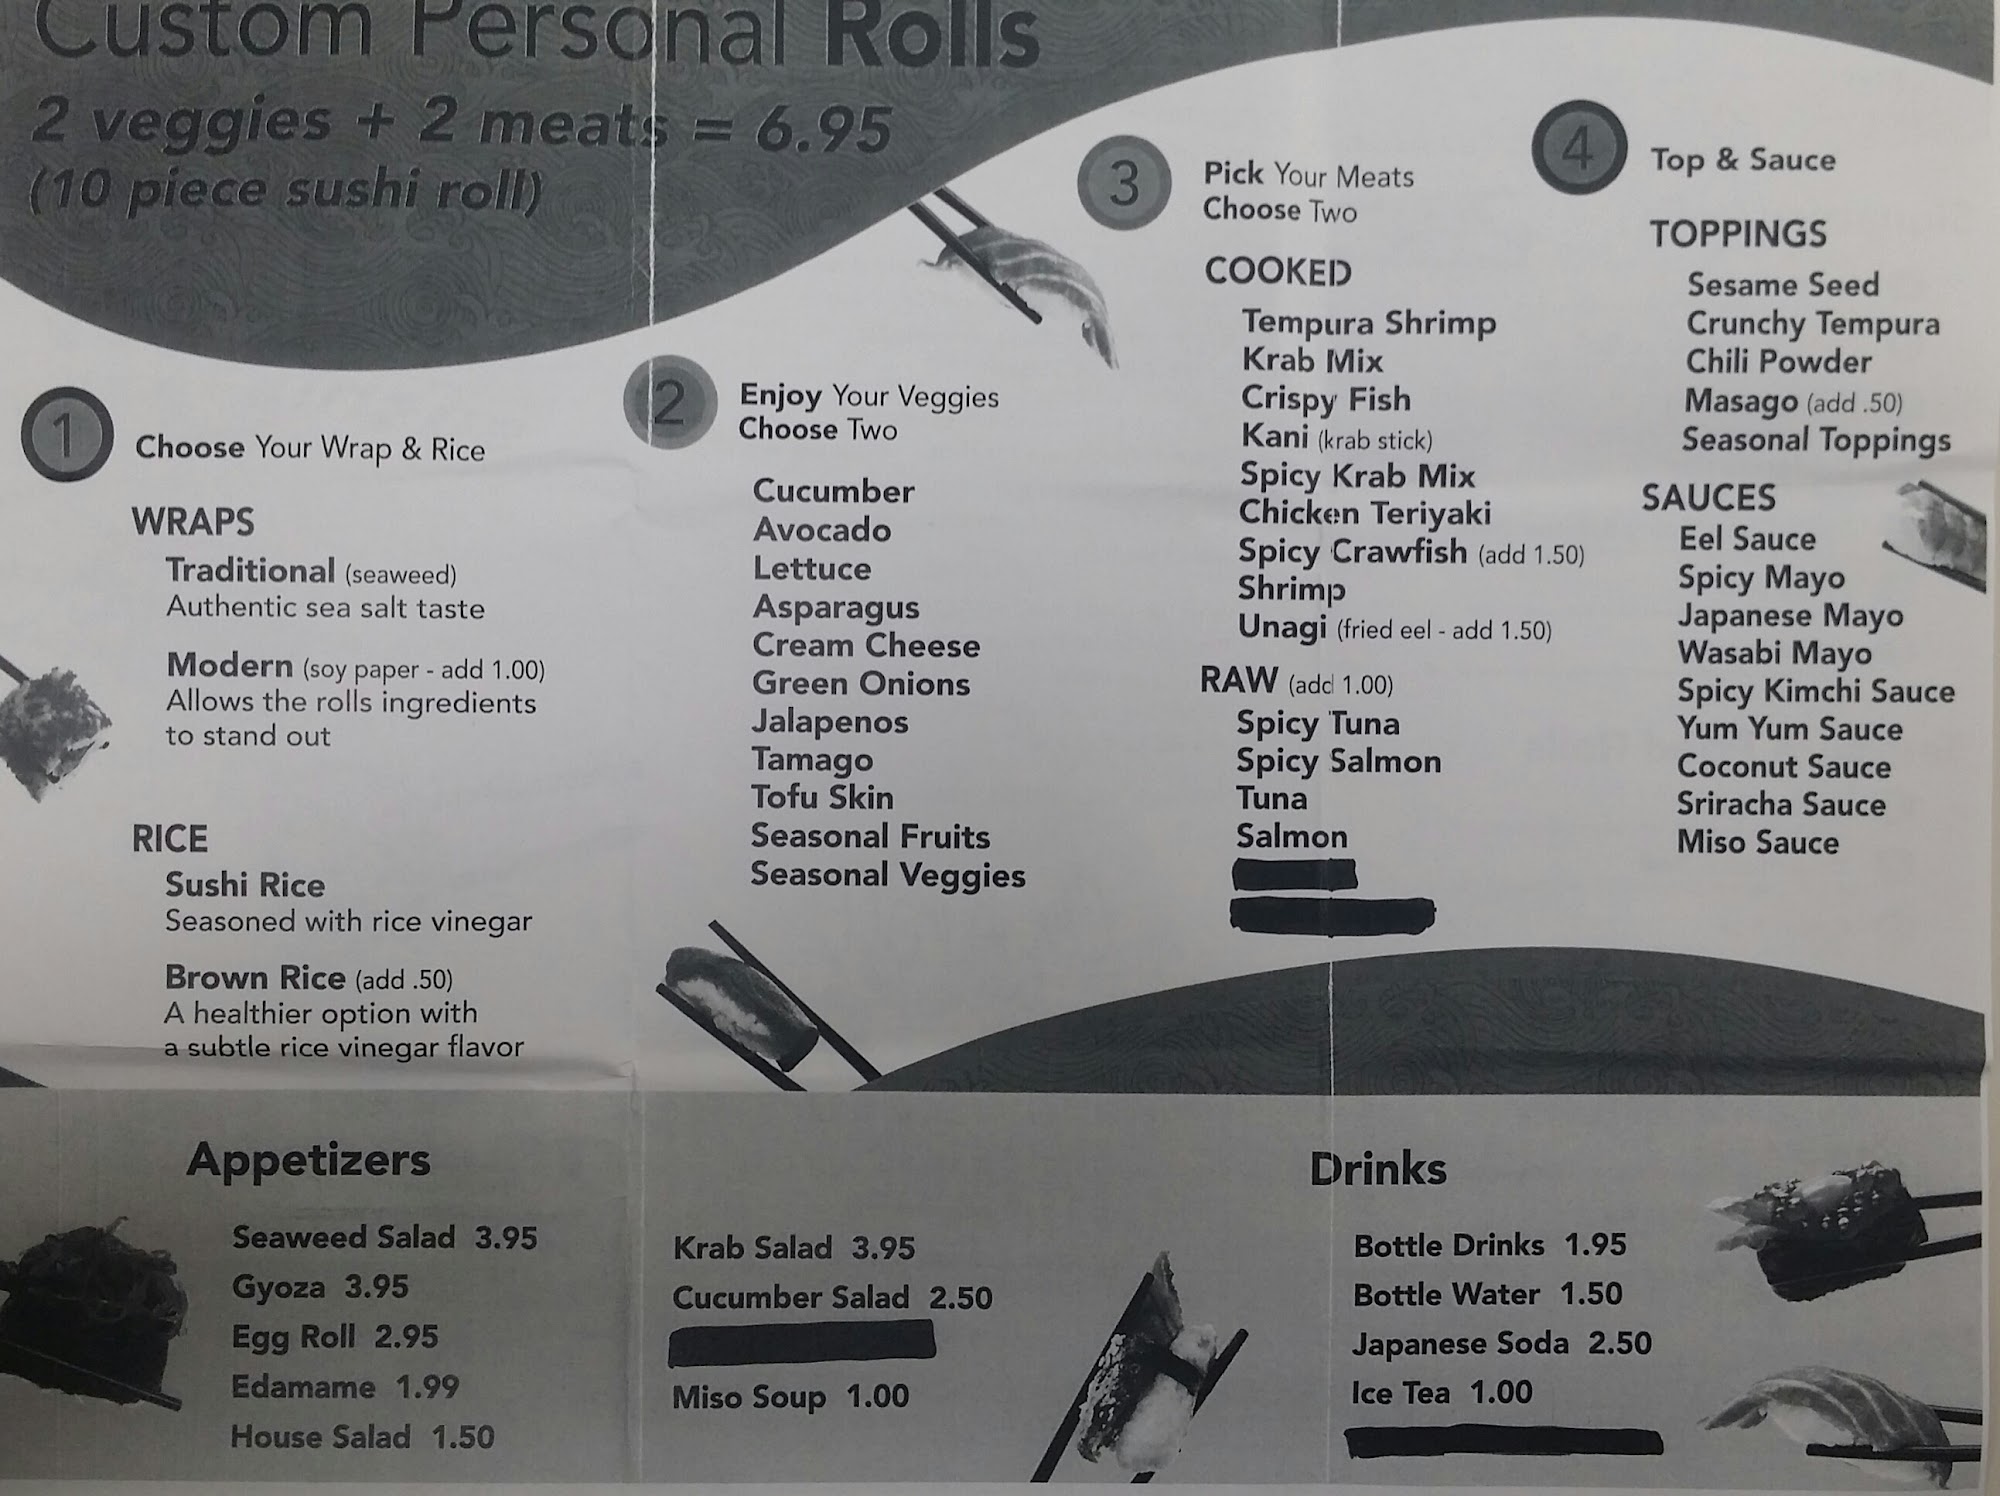 Custom Personal Rolls
2 veggies + 2 meats = 6.95
(10 piece sushi roll)
1
Choose Your Wrap & Rice
WRAPS
Traditional (seaweed)
Authentic sea salt taste
Modern (soy paper - add 1.00)
Allows the rolls ingredients
to stand out
RICE
Sushi Rice
Seasoned with rice vinegar
Brown Rice (add .50)
A healthier option with
a subtle rice vinegar flavor
2
Enjoy Your Veggies
Choose Two
Cucumber
Avocado
Lettuce
Asparagus
Cream Cheese
Green Onions
Jalapenos
Tamago
Tofu Skin
Seasonal Fruits
Seasonal Veggies
3
Pick Your Meats
Choose Two
COOKED
Tempura Shrimp
Krab Mix
Crispy Fish
Kani (krab stick)
Spicy Krab Mix
Chicken Teriyaki
Spicy Crawfish (add 1.50)
Shrimp
Unagi (fried eel - add 1.50)
RAW (add 1.00)
Spicy Tuna
Spicy Salmon
Tuna
Salmon
4
Top & Sauce
TOPPINGS
Sesame Seed
Crunchy Tempura
Chili Powder
Masago (add .50)
Seasonal Toppings
SAUCES
Eel Sauce
Spicy Mayo
Japanese Mayo
Wasabi Mayo
Spicy Kimchi Sauce
Yum Yum Sauce
Coconut Sauce
Sriracha Sauce
Miso Sauce
Appetizers
Seaweed Salad 3.95
Gyoza 3.95
Egg Roll 2.95
Edamame 1.99
House Salad 1.50
Krab Salad 3.95
Cucumber Salad 2.50
Miso Soup 1.00
Drinks
Bottle Drinks 1.95
Bottle Water 1.50
Japanese Soda 2.50
Ice Tea 1.00